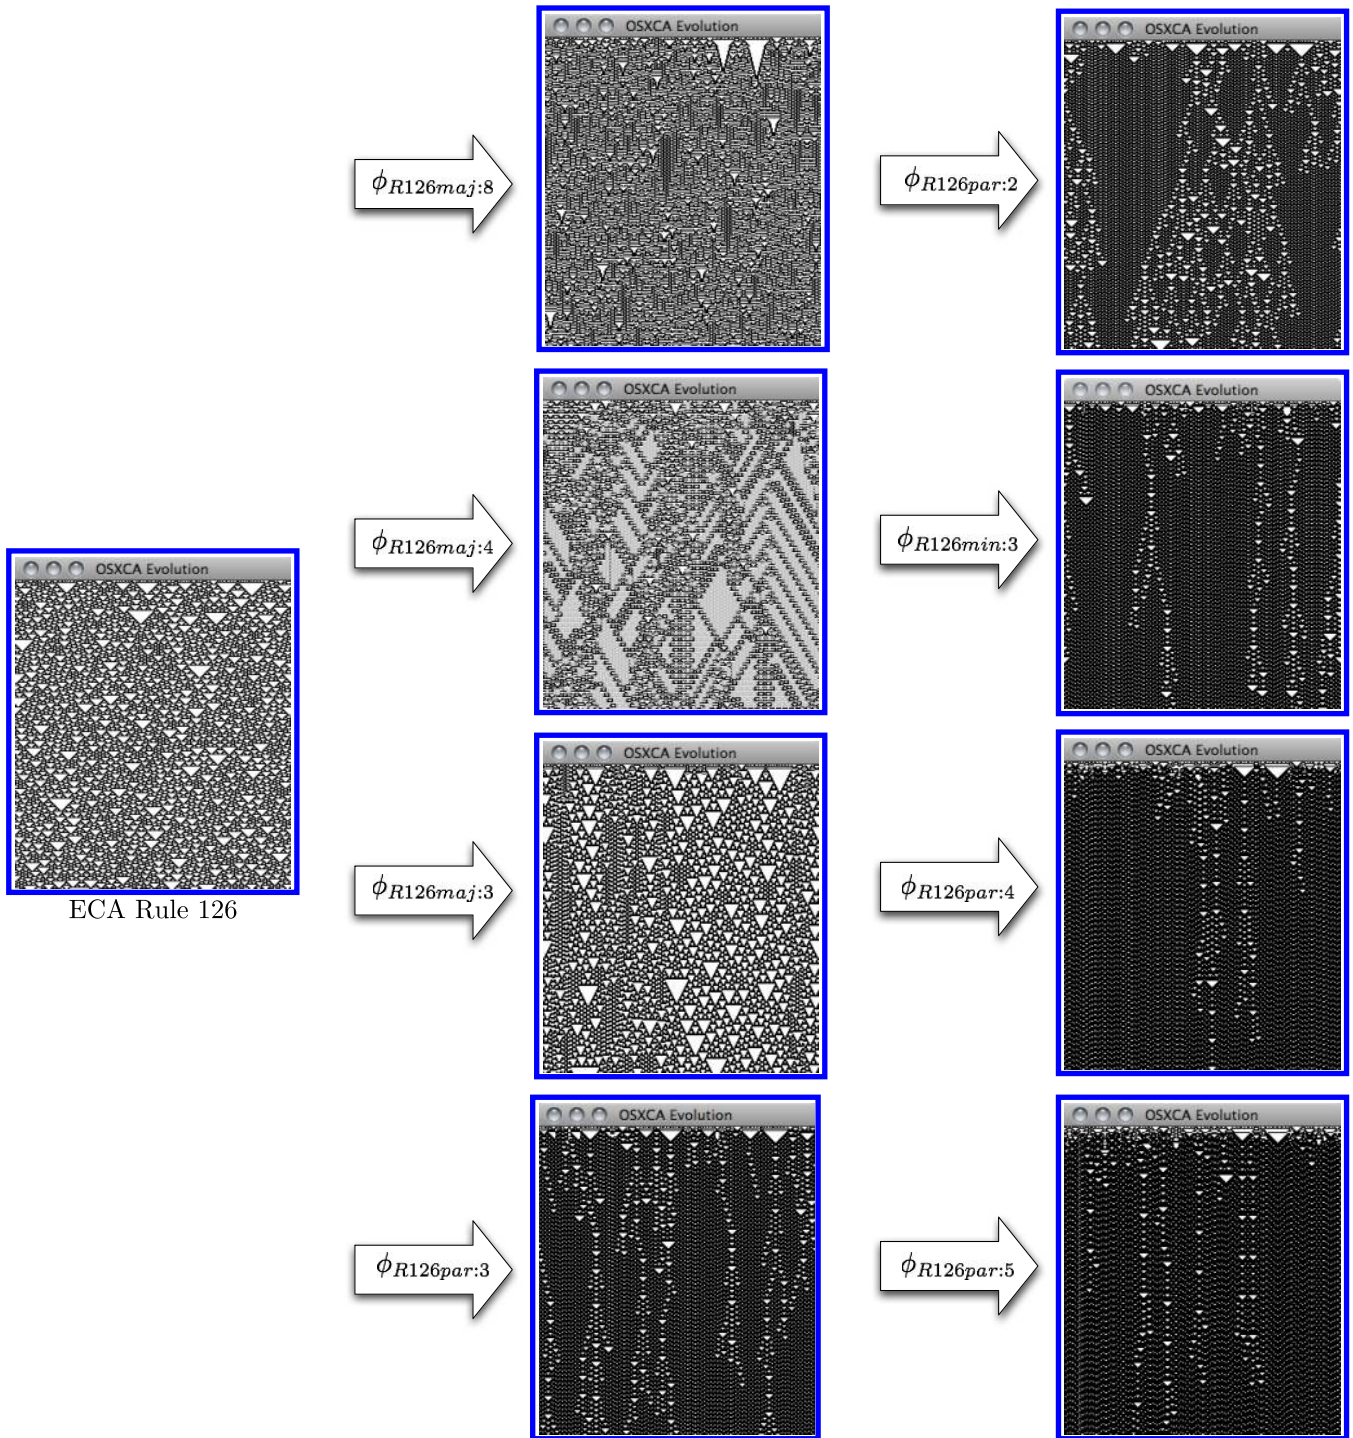 OSXCA Evolution
OSXCA Evolution
ϕR126maj:8
ϕR126par:2
OSXCA Evolution
OSXCA Evolution
ϕR126maj:4
ϕR126min:3
OSXCA Evolution
ECA Rule 126
OSXCA Evolution
OSXCA Evolution
ϕR126maj:3
ϕR126par:4
OSXCA Evolution
OSXCA Evolution
ϕR126par:3
ϕR126par:5